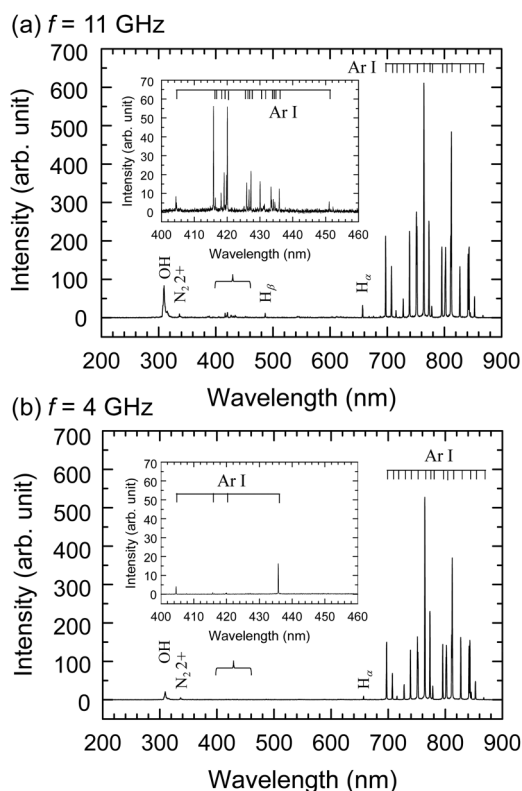 (a) f = 11 GHz
700
600
500
400
300
200
100
0
Intensity (arb. unit)
200 300 400 500 600 700 800 900
Wavelength (nm)
OH
N₂ 2+
Hβ
Hα
Ar I
70
60
50
40
30
20
10
0
Intensity (arb. unit)
Ar I
400 410 420 430 440 450 460
Wavelength (nm)
(b) f = 4 GHz
700
600
500
400
300
200
100
0
Intensity (arb. unit)
200 300 400 500 600 700 800 900
Wavelength (nm)
OH
N₂ 2+
Hα
Ar I
70
60
50
40
30
20
10
0
Intensity (arb. unit)
Ar I
400 410 420 430 440 450 460
Wavelength (nm)